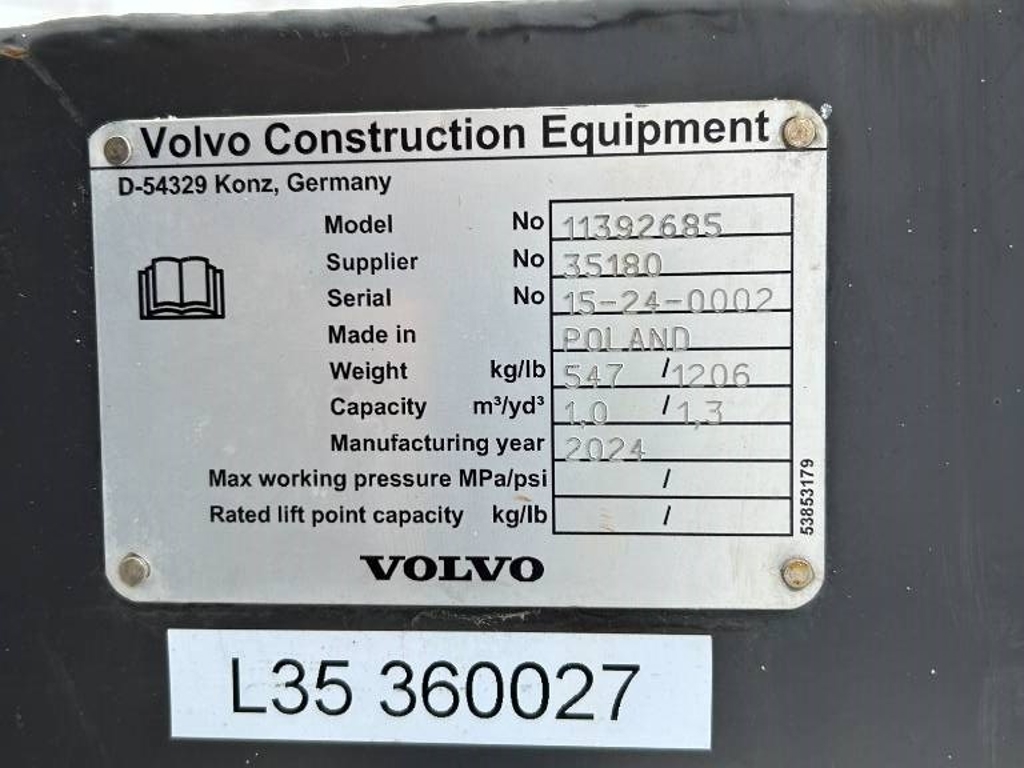 Volvo Construction Equipment
D-54329 Konz, Germany
Model No 11392685
Supplier No 35180
Serial No 15-24-0002
Made in POLAND
Weight kg/lb 547 / 1206
Capacity m³/yd³ 1,0 / 1,3
Manufacturing year 2024
Max working pressure MPa/psi /
Rated lift point capacity kg/lb /
53853179
VOLVO
L35 360027